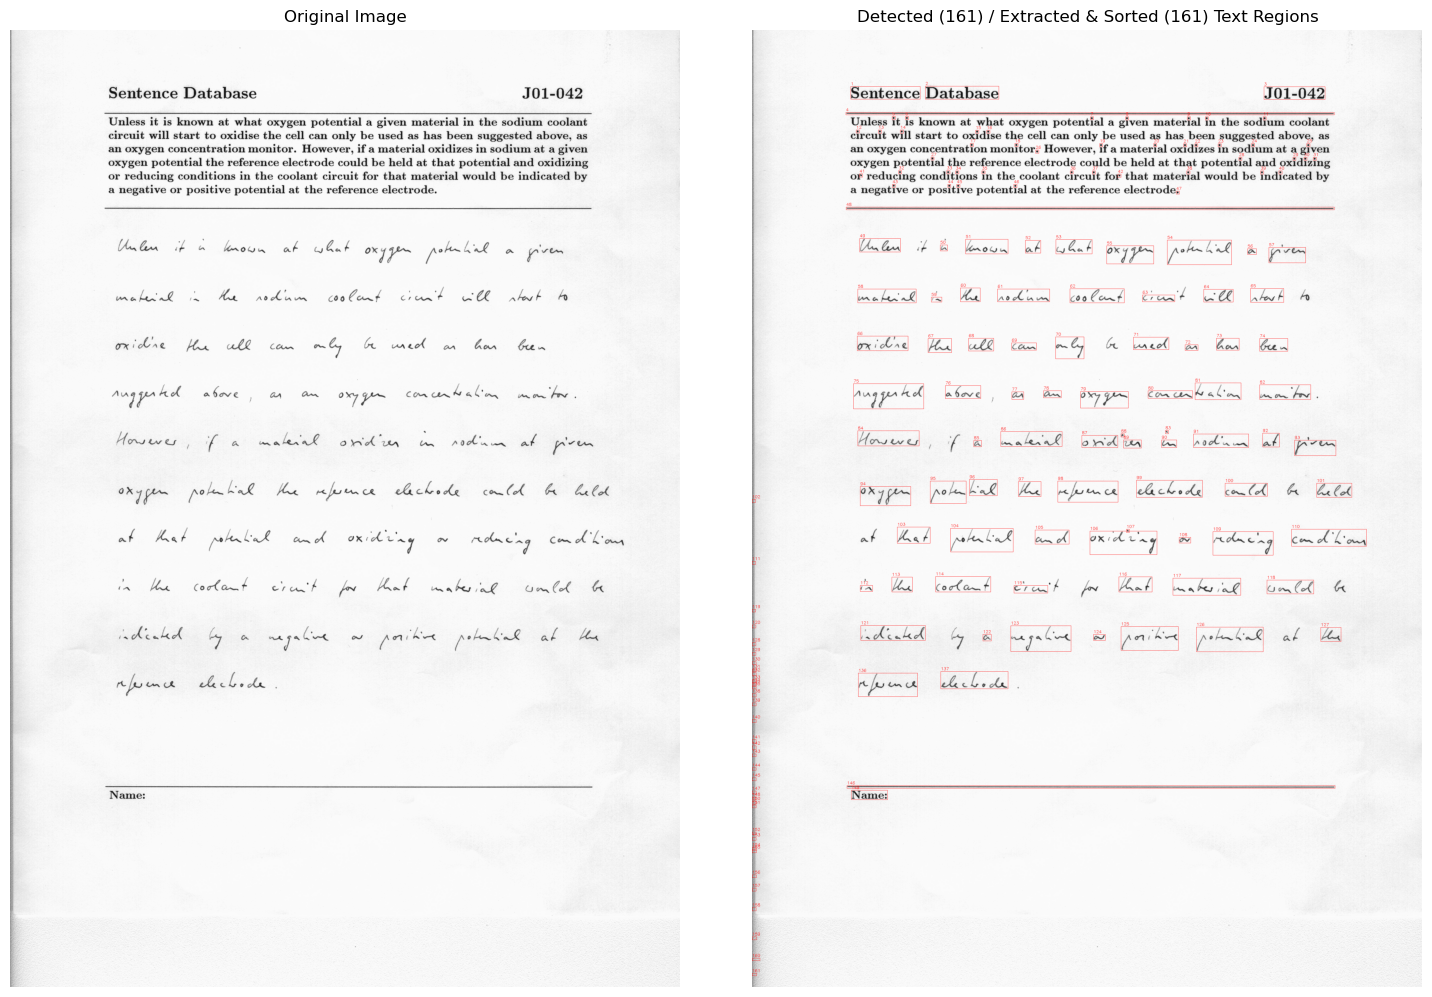 Original Image
Sentence Database J01-042
Unless it is known at what oxygen potential a given material in the sodium coolant
circuit will start to oxidise the cell can only be used as has been suggested above, as
an oxygen concentration monitor. However, if a material oxidizes in sodium at a given
oxygen potential the reference electrode could be held at that potential and oxidizing
or reducing conditions in the coolant circuit for that material would be indicated by
a negative or positive potential at the reference electrode.
Unless it is known at what oxygen potential a given
material in the sodium coolant circuit will start to
oxidise the cell can only be used as has been
suggested above, as an oxygen concentration monitor.
However, if a material oxidizes in sodium at given
oxygen potential the reference electrode could be held
at that potential and oxidizing or reducing conditions
in the coolant circuit for that material would be
indicated by a negative or positive potential at the
reference electrode.
Name:
Detected (161) / Extracted & Sorted (161) Text Regions
Sentence Database J01-042
Unless it is known at what oxygen potential a given material in the sodium coolant
circuit will start to oxidise the cell can only be used as has been suggested above, as
an oxygen concentration monitor. However, if a material oxidizes in sodium at a given
oxygen potential the reference electrode could be held at that potential and oxidizing
or reducing conditions in the coolant circuit for that material would be indicated by
a negative or positive potential at the reference electrode.
Unless it is known at what oxygen potential a given
material in the sodium coolant circuit will start to
oxidise the cell can only be used as has been
suggested above, as an oxygen concentration monitor.
However, if a material oxidizes in sodium at given
oxygen potential the reference electrode could be held
at that potential and oxidizing or reducing conditions
in the coolant circuit for that material would be
indicated by a negative or positive potential at the
reference electrode.
Name: